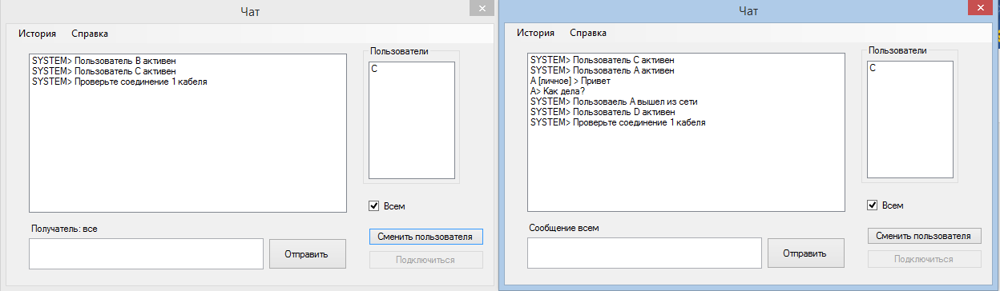 Чат
История Справка
SYSTEM> Пользователь B активен
SYSTEM> Пользователь C активен
SYSTEM> Проверьте соединение 1 кабеля
Пользователи
C
Всем
Получатель: все
Сменить пользователя
Отправить
Подключиться
Чат
История Справка
SYSTEM> Пользователь C активен
SYSTEM> Пользователь A активен
A [личное] > Привет
A> Как дела?
SYSTEM> Пользоваель A вышел из сети
SYSTEM> Пользователь D активен
SYSTEM> Проверьте соединение 1 кабеля
Пользователи
C
Всем
Сообщение всем
Сменить пользователя
Отправить
Подключиться